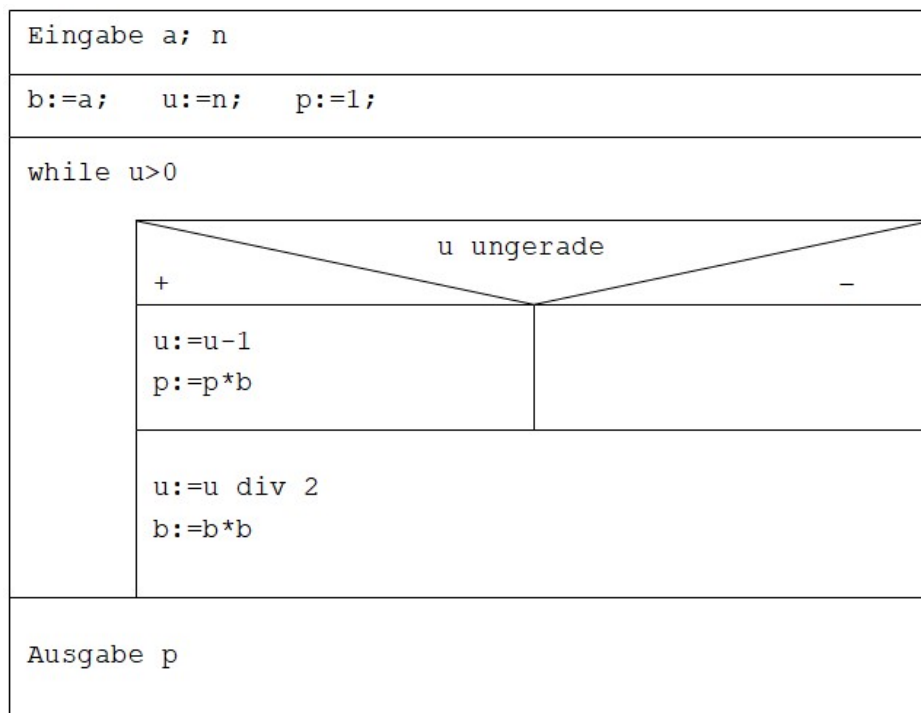 Eingabe a; n
b:=a; u:=n; p:=1;
while u>0
u ungerade
+ −
u:=u-1
p:=p*b
u:=u div 2
b:=b*b
Ausgabe p